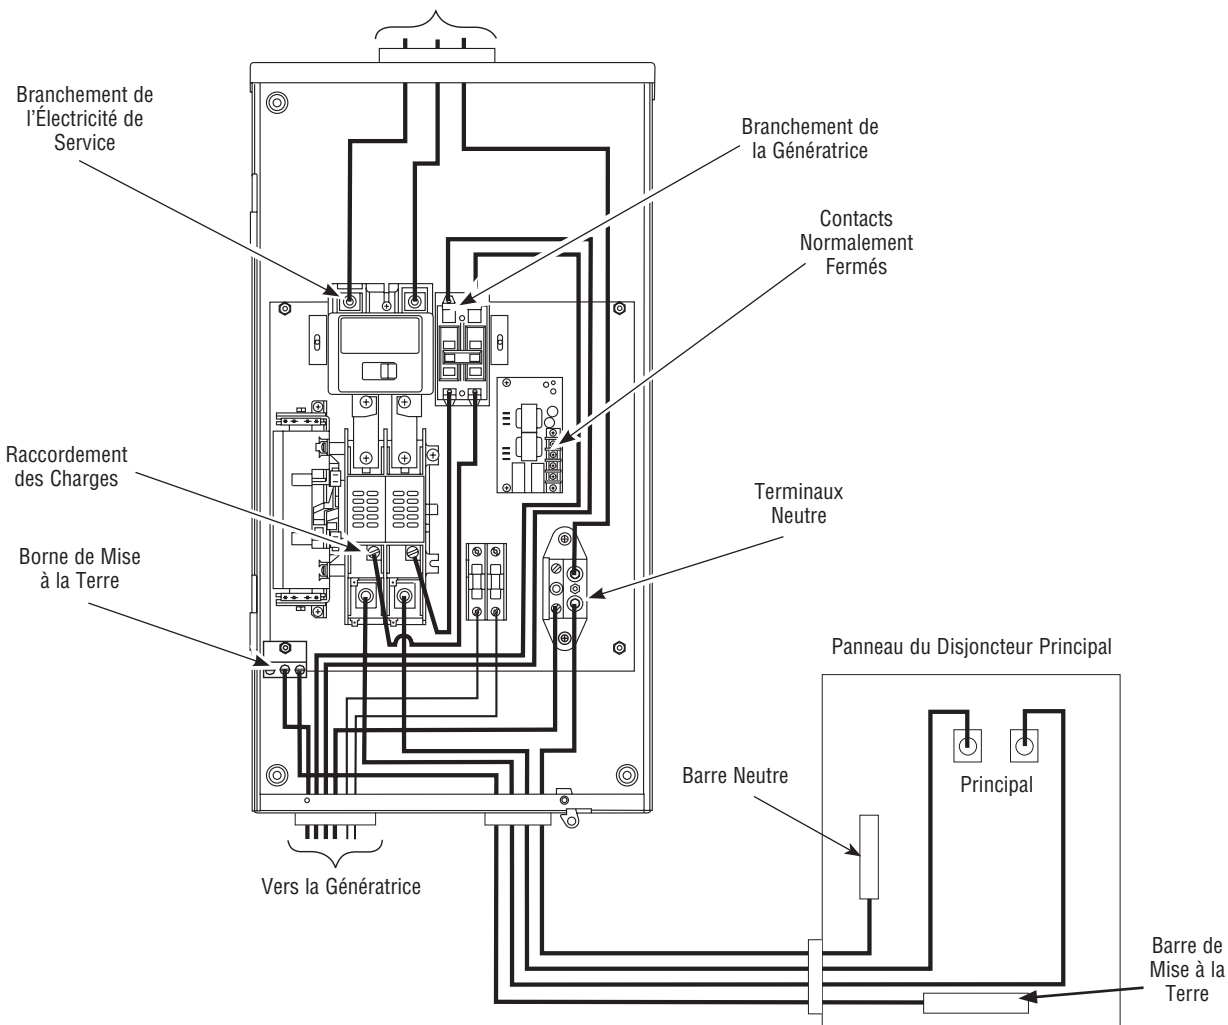 Branchement de
l'Électricité de
Service
Branchement de
la Génératrice
Contacts
Normalement
Fermés
Raccordement
des Charges
Terminaux
Neutre
Borne de Mise
à la Terre
Panneau du Disjoncteur Principal
Barre Neutre
Principal
Vers la Génératrice
Barre de
Mise à la
Terre